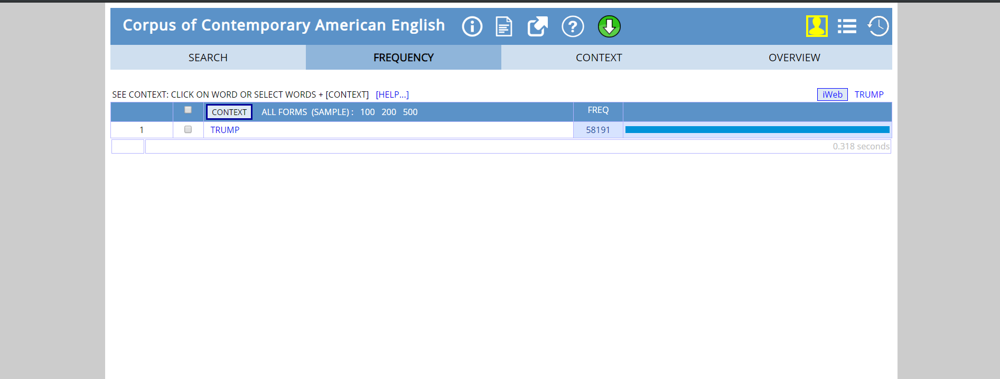 Corpus of Contemporary American English
SEARCH FREQUENCY CONTEXT OVERVIEW
SEE CONTEXT: CLICK ON WORD OR SELECT WORDS + [CONTEXT] [HELP...] iWeb TRUMP
CONTEXT ALL FORMS (SAMPLE) : 100 200 500 FREQ
1 TRUMP 58191
0.318 seconds